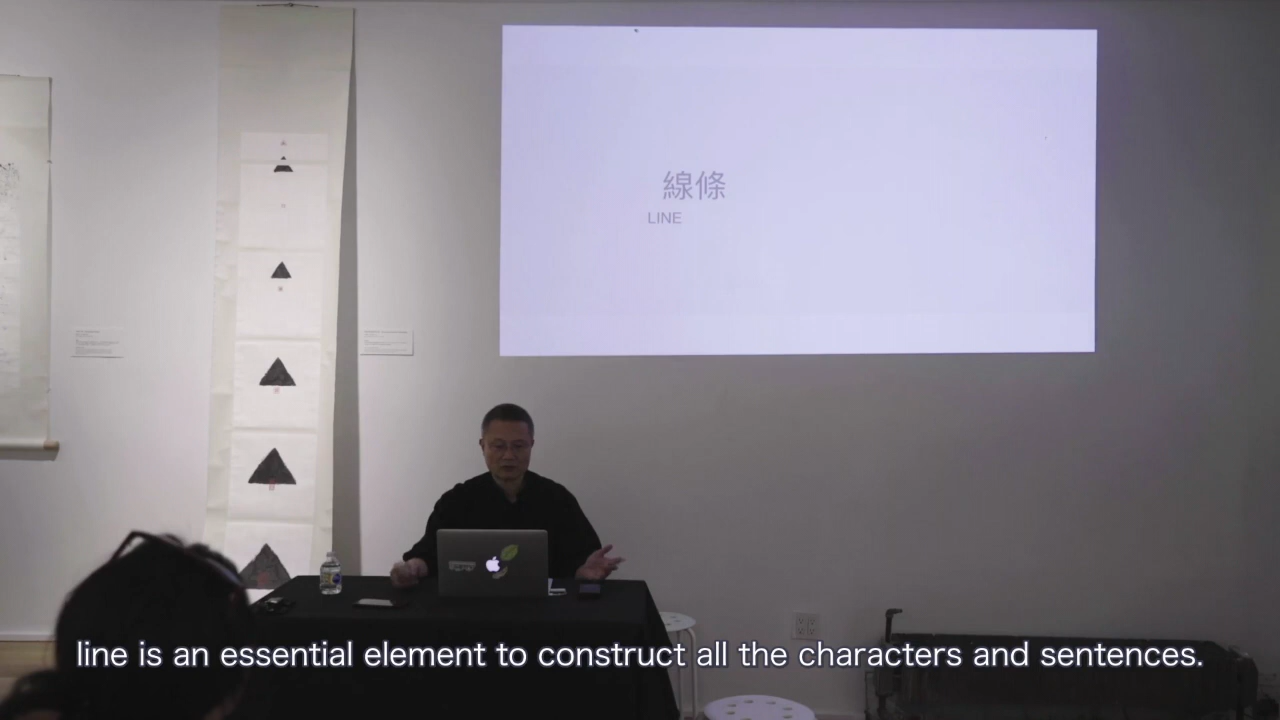 線條
LINE
line is an essential element to construct all the characters and sentences.